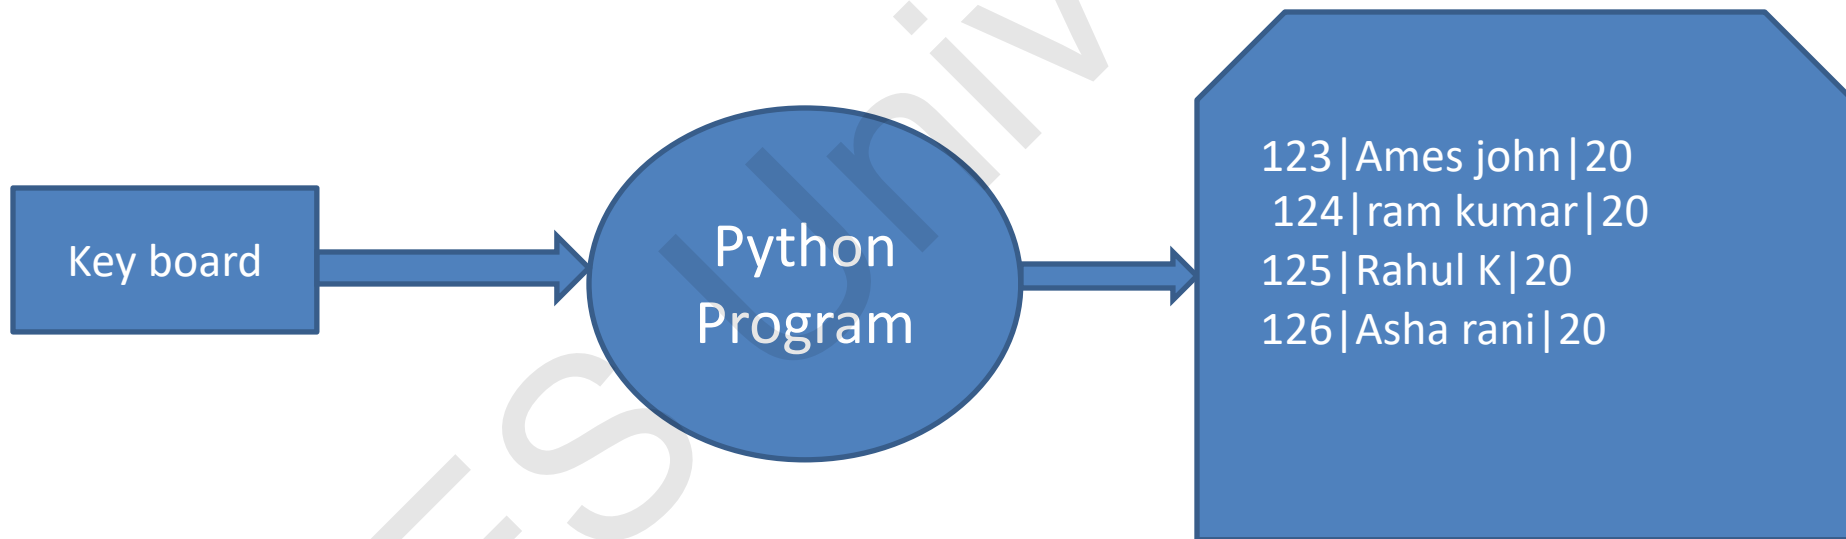 Key board
Python
Program
123|Ames john|20
124|ram kumar|20
125|Rahul K|20
126|Asha rani|20